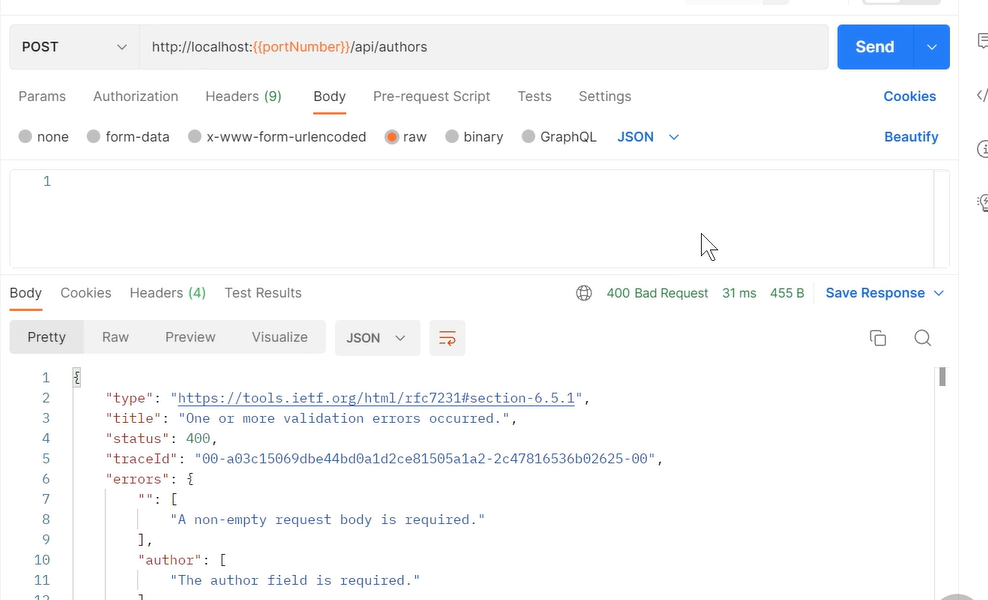 POST http://localhost:{{portNumber}}/api/authors Send
Params Authorization Headers (9) Body Pre-request Script Tests Settings Cookies
none form-data x-www-form-urlencoded raw binary GraphQL JSON Beautify
1
Body Cookies Headers (4) Test Results 400 Bad Request 31 ms 455 B Save Response
Pretty Raw Preview Visualize JSON
1 {
2 "type": "https://tools.ietf.org/html/rfc7231#section-6.5.1",
3 "title": "One or more validation errors occurred.",
4 "status": 400,
5 "traceId": "00-a03c15069dbe44bd0a1d2ce81505a1a2-2c47816536b02625-00",
6 "errors": {
7 "": [
8 "A non-empty request body is required."
9 ],
10 "author": [
11 "The author field is required."
12 ]